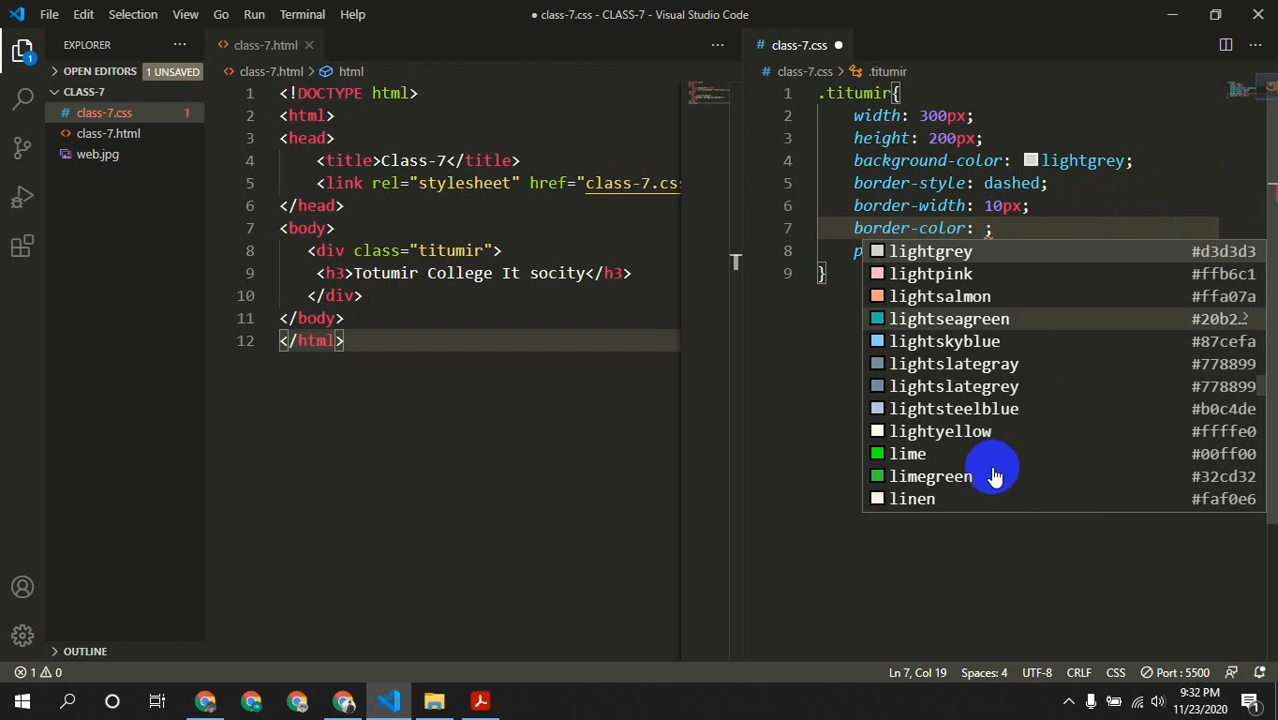 File Edit Selection View Go Run Terminal Help
● class-7.css - CLASS-7 - Visual Studio Code
EXPLORER
OPEN EDITORS 1 UNSAVED
CLASS-7
# class-7.css 1
<> class-7.html
web.jpg
OUTLINE
<> class-7.html ×
<> class-7.html > html
1 <!DOCTYPE html>
2 <html>
3 <head>
4 <title>Class-7</title>
5 <link rel="stylesheet" href="class-7.css
6 </head>
7 <body>
8 <div class="titumir">
9 <h3>Totumir College It socity</h3>
10 </div>
11 </body>
12 </html>
# class-7.css ●
# class-7.css > .titumir
1 .titumir{
2 width: 300px;
3 height: 200px;
4 background-color: lightgrey;
5 border-style: dashed;
6 border-width: 10px;
7 border-color: ;
8 p
9 }
lightgrey #d3d3d3
lightpink #ffb6c1
lightsalmon #ffa07a
lightseagreen #20b2…
lightskyblue #87cefa
lightslategray #778899
lightslategrey #778899
lightsteelblue #b0c4de
lightyellow #ffffe0
lime #00ff00
limegreen #32cd32
linen #faf0e6
1 0
Ln 7, Col 19 Spaces: 4 UTF-8 CRLF CSS Port : 5500
9:32 PM
11/23/2020
1